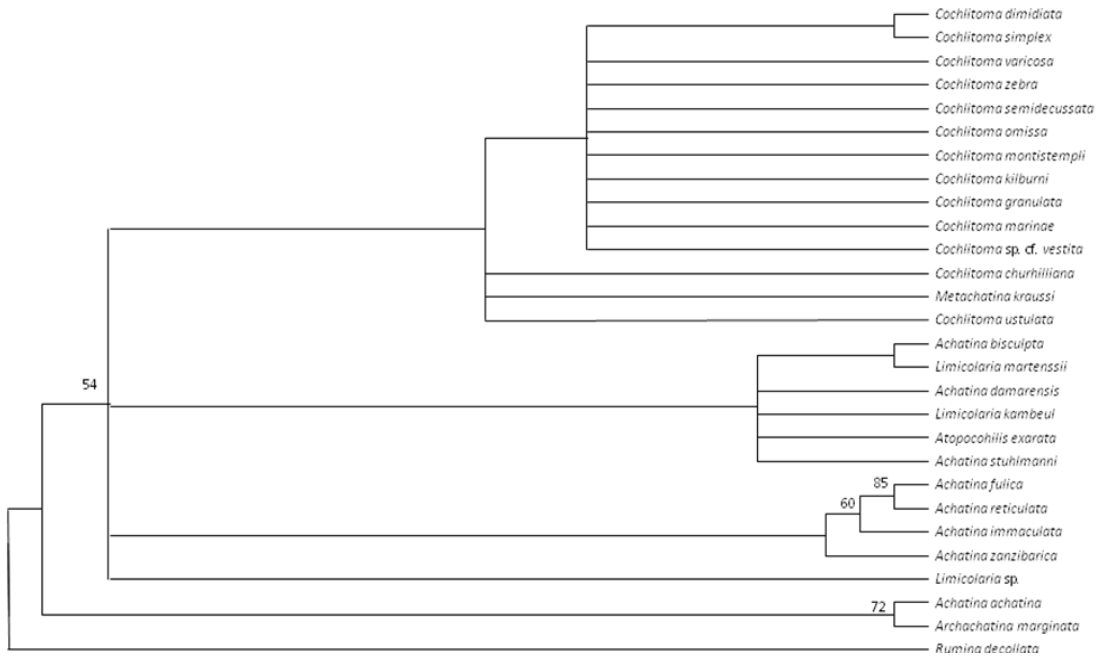 Cochlitoma dimidiata
Cochlitoma simplex
Cochlitoma varicosa
Cochlitoma zebra
Cochlitoma semidecussata
Cochlitoma omissa
Cochlitoma montistempli
Cochlitoma kilburni
Cochlitoma granulata
Cochlitoma marinae
Cochlitoma sp. cf. vestita
Cochlitoma churhilliana
Metachatina kraussi
Cochlitoma ustulata
Achatina bisculpta
Limicolaria martenssii
54
Achatina damarensis
Limicolaria kambeul
Atopocohilis exarata
Achatina stuhlmanni
85
Achatina fulica
60
Achatina reticulata
Achatina immaculata
Achatina zanzibarica
Limicolaria sp.
72
Achatina achatina
Archachatina marginata
Rumina decollata